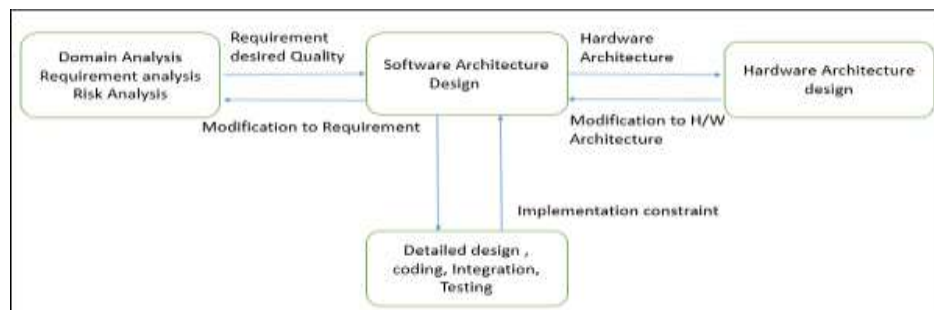 Domain Analysis
Requirement analysis
Risk Analysis
Requirement
desired Quality
Modification to Requirement
Software Architecture
Design
Hardware
Architecture
Modification to H/W
Architecture
Hardware Architecture
design
Implementation constraint
Detailed design ,
coding, Integration,
Testing